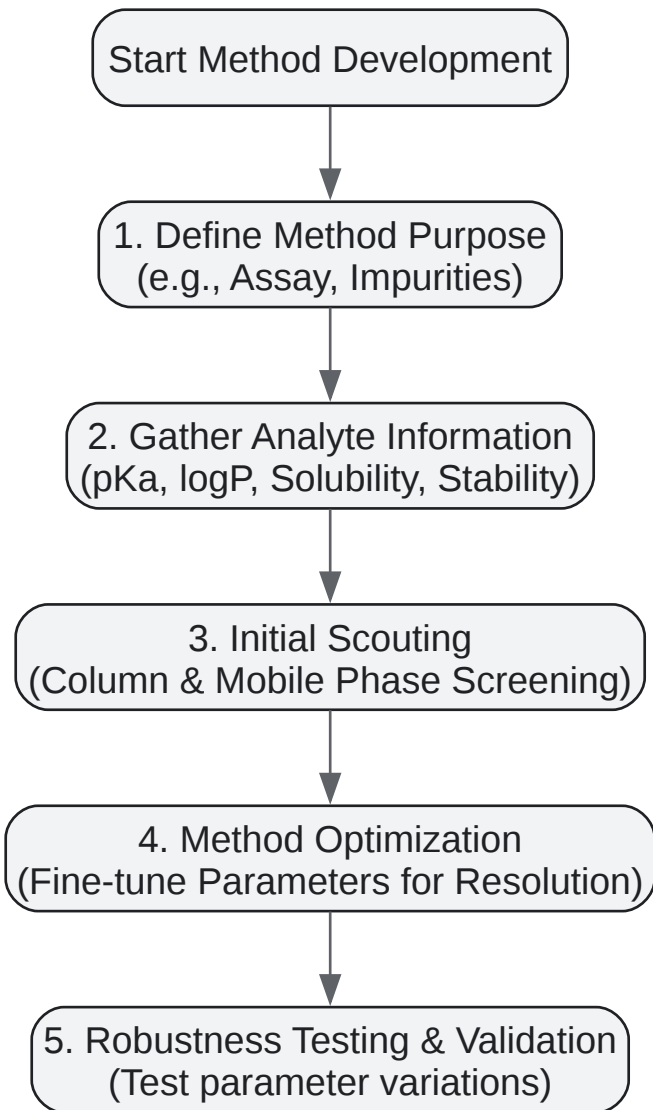 Start Method Development
1. Define Method Purpose
(e.g., Assay, Impurities)
2. Gather Analyte Information
(pKa, logP, Solubility, Stability)
3. Initial Scouting
(Column & Mobile Phase Screening)
4. Method Optimization
(Fine-tune Parameters for Resolution)
5. Robustness Testing & Validation
(Test parameter variations)